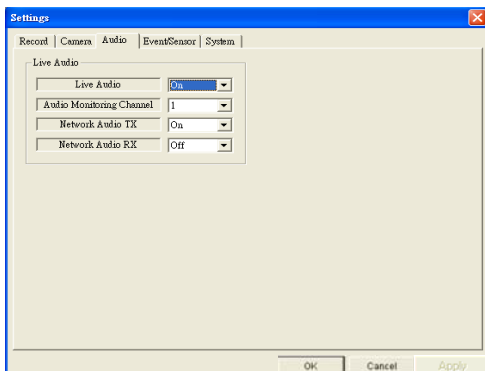 Settings
Record Camera Audio Event/Sensor System
Live Audio
Live Audio On
Audio Monitoring Channel 1
Network Audio TX On
Network Audio RX Off
OK Cancel Apply